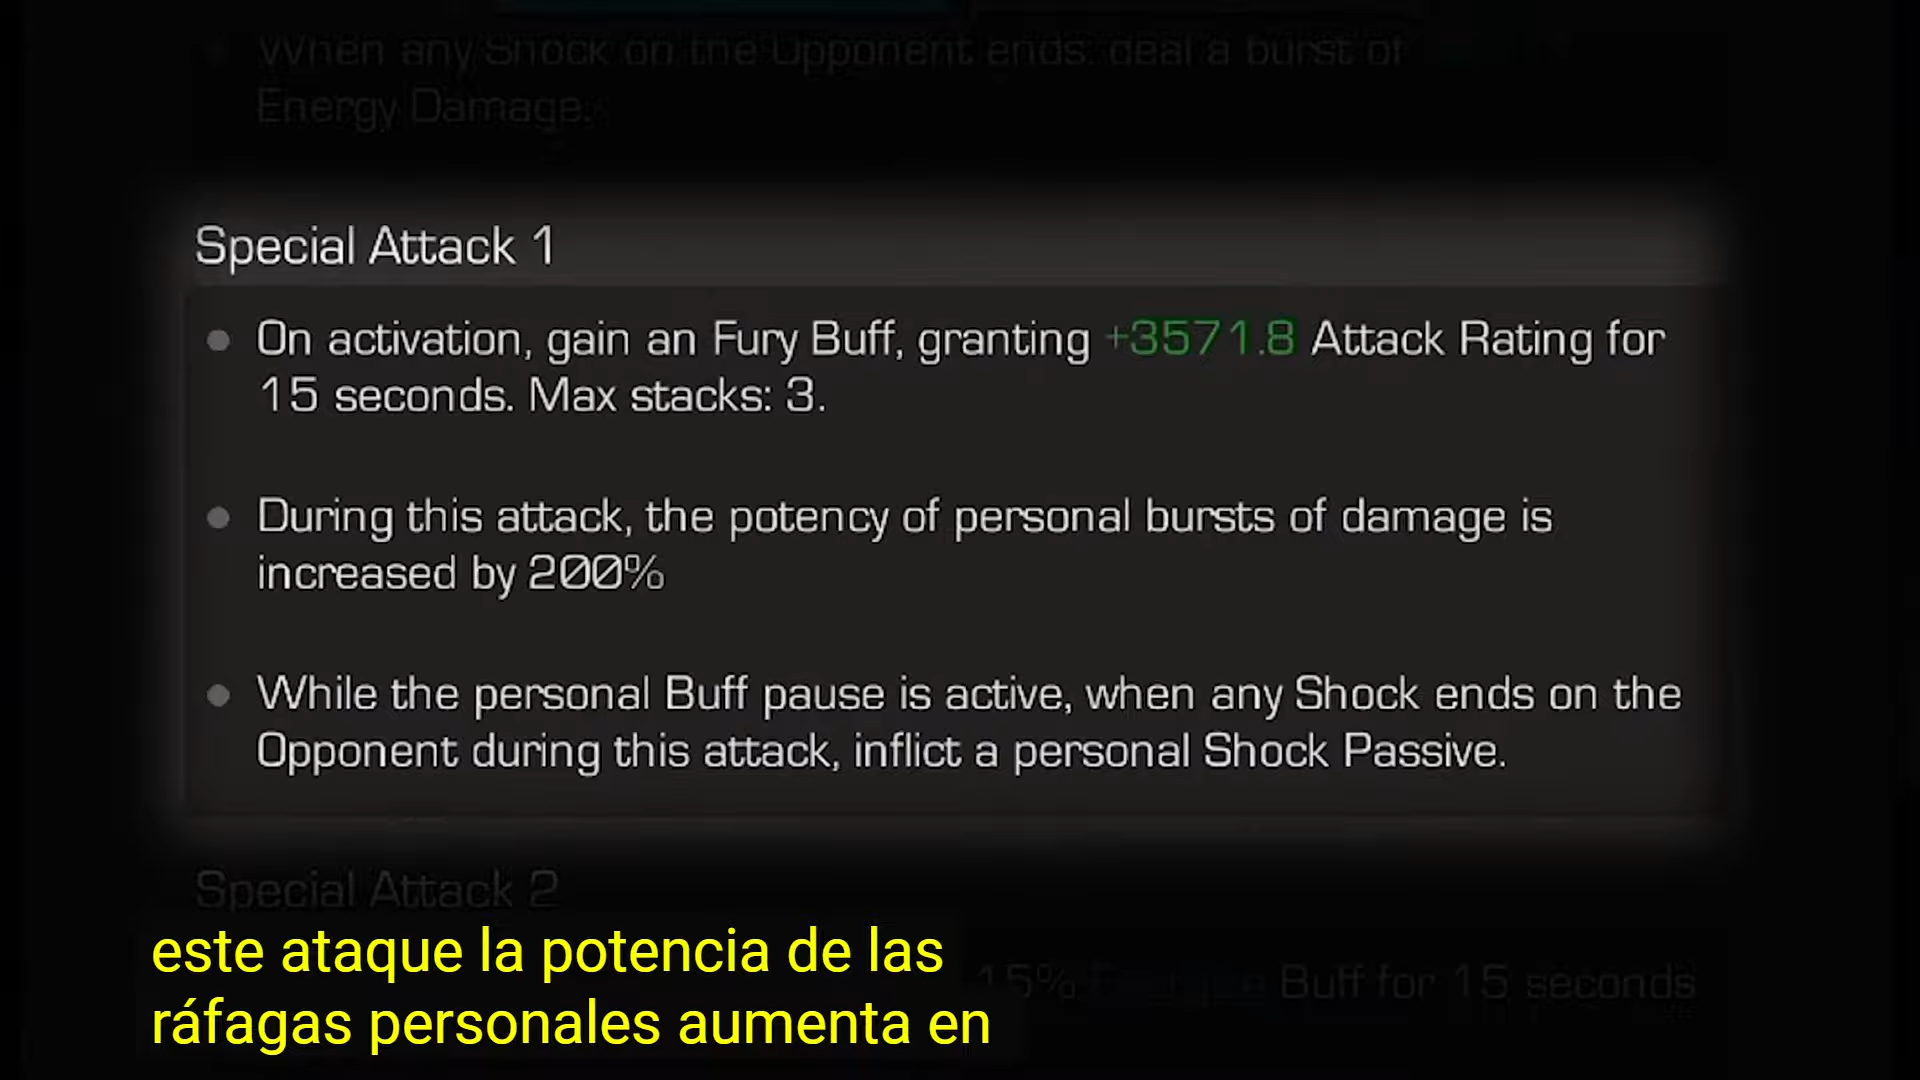 When any Shock on the Opponent ends: deal a burst of
Energy Damage.
Special Attack 1
On activation, gain an Fury Buff, granting +3571.8 Attack Rating for
15 seconds. Max stacks: 3.
During this attack, the potency of personal bursts of damage is
increased by 200%
While the personal Buff pause is active, when any Shock ends on the
Opponent during this attack, inflict a personal Shock Passive.
Special Attack 2
15% Buff for 15 seconds
este ataque la potencia de las
ráfagas personales aumenta en